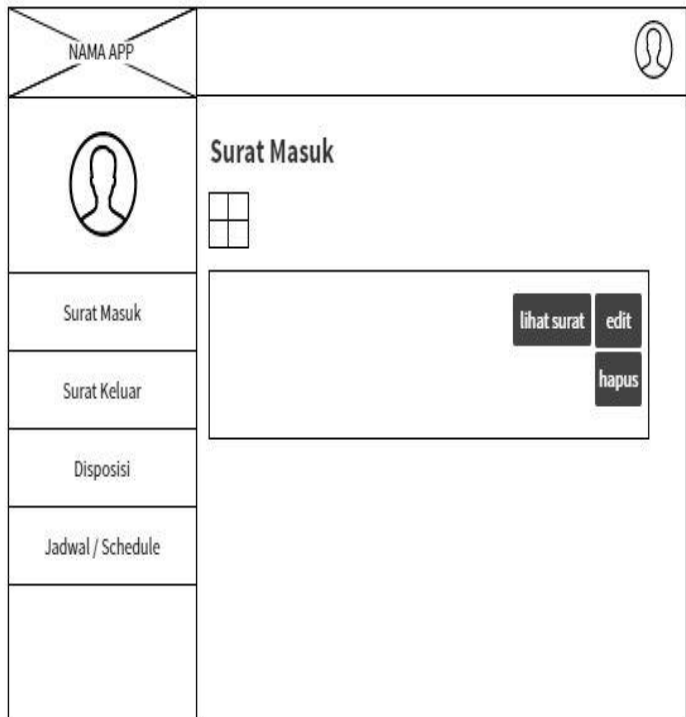 NAMA APP
Surat Masuk
lihat surat
edit
hapus
Surat Masuk
Surat Keluar
Disposisi
Jadwal / Schedule